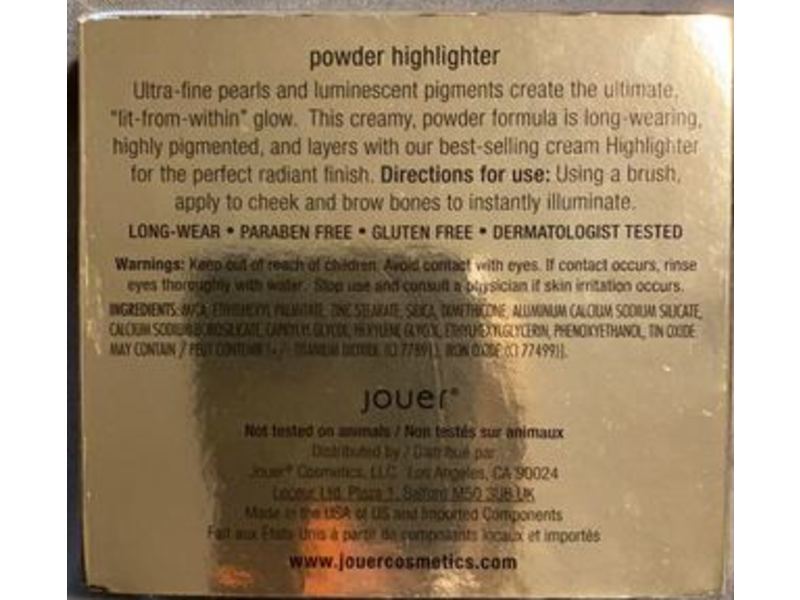 powder highlighter
Ultra-fine pearls and luminescent pigments create the ultimate,
"lit-from-within" glow. This creamy, powder formula is long-wearing,
highly pigmented, and layers with our best-selling cream Highlighter
for the perfect radiant finish. Directions for use: Using a brush,
apply to cheek and brow bones to instantly illuminate.
LONG-WEAR • PARABEN FREE • GLUTEN FREE • DERMATOLOGIST TESTED
Warnings: Keep out of reach of children. Avoid contact with eyes. If contact occurs, rinse
eyes thoroughly with water. Stop use and consult a physician if skin irritation occurs.
INGREDIENTS: MICA, ETHYLHEXYL PALMITATE, ZINC STEARATE, SILICA, DIMETHICONE, ALUMINUM CALCIUM SODIUM SILICATE,
CALCIUM SODIUM BOROSILICATE, CAPRYLYL GLYCOL, HEXYLENE GLYCOL, ETHYLHEXYLGLYCERIN, PHENOXYETHANOL, TIN OXIDE
MAY CONTAIN / PEUT CONTENIR [+/- TITANIUM DIOXIDE (CI 77891), IRON OXIDE (CI 77499)].
jouer®
Not tested on animals / Non testés sur animaux
Distributed by / Distribué par
Jouer® Cosmetics, LLC Los Angeles, CA 90024
Ltd. Plaza 1, Salford M50 3UB UK
Made in the USA of US and Imported Components
Fait aux États-Unis à partir de composants locaux et importés
www.jouercosmetics.com